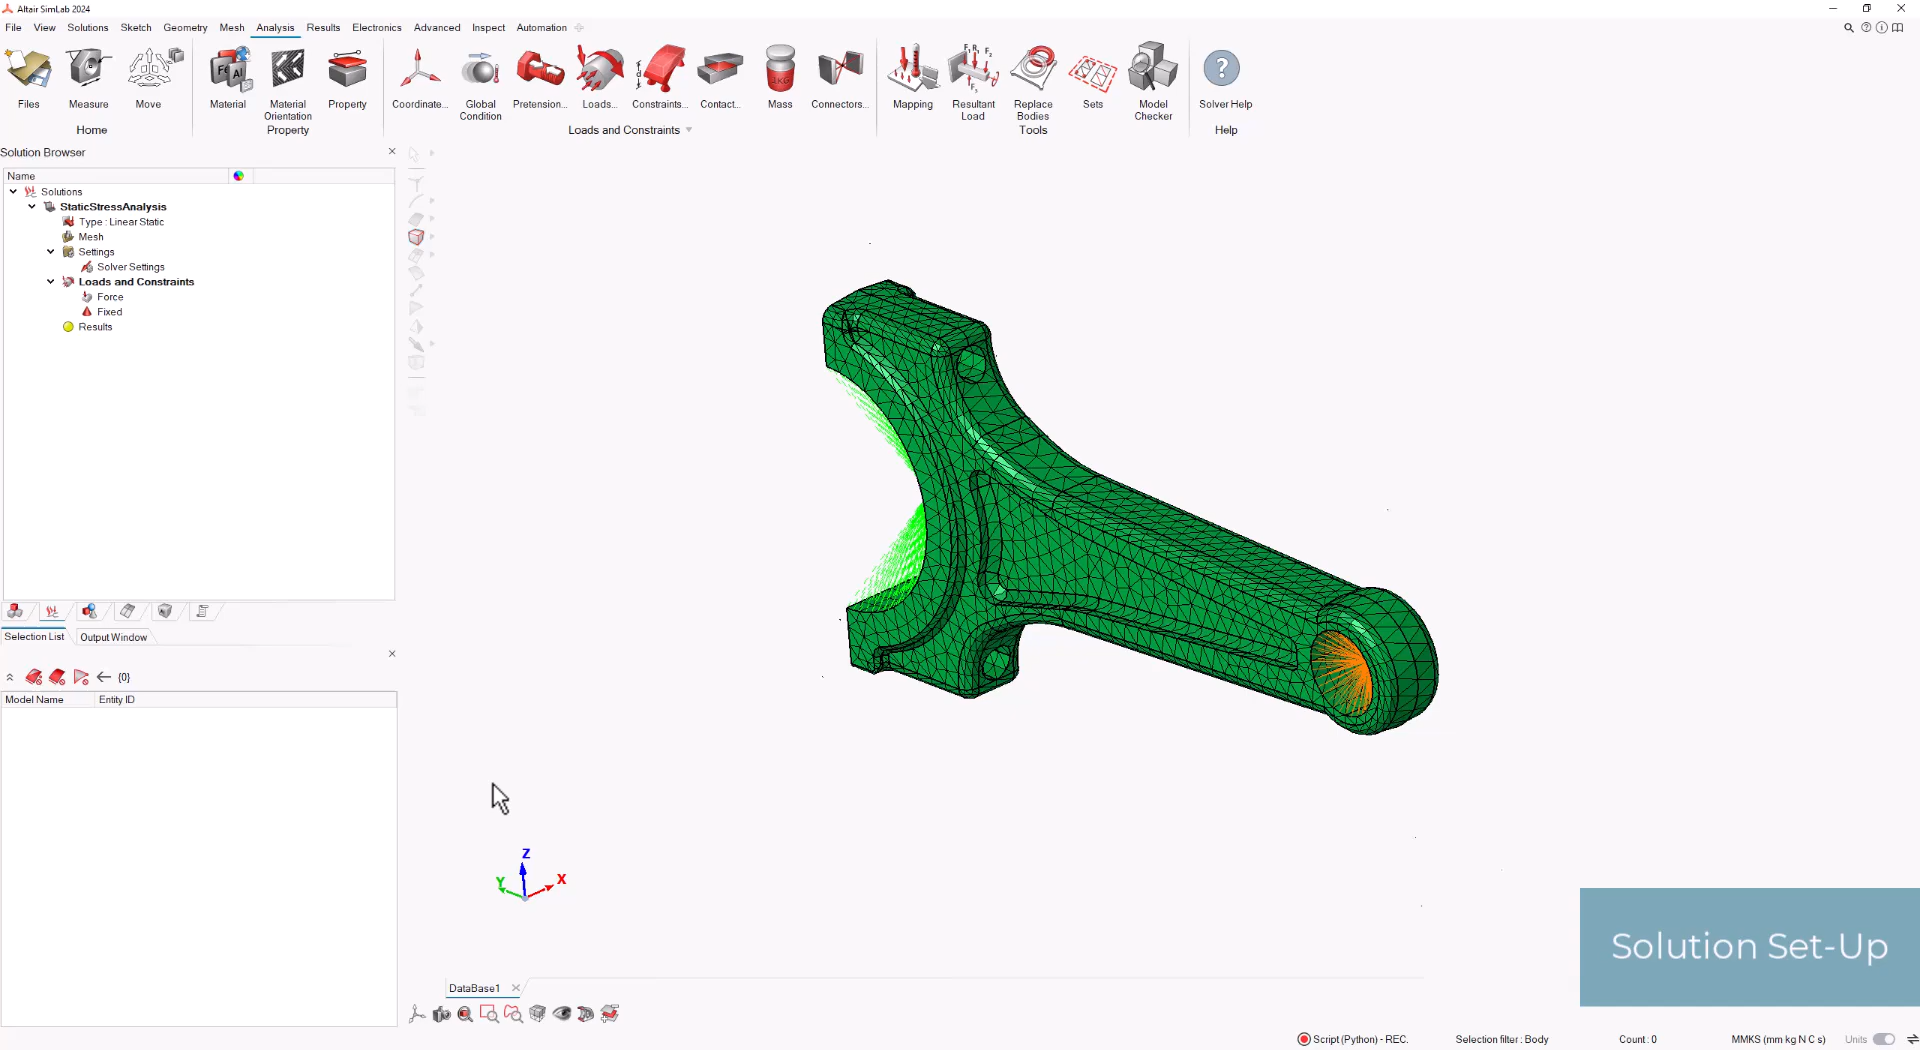 Altair SimLab 2024
File View Solutions Sketch Geometry Mesh Analysis Results Electronics Advanced Inspect Automation
Files Measure Move Material Material Orientation Property Coordinate... Global Condition Pretension... Loads... Constraints... Contact... Mass Connectors... Mapping Resultant Load Replace Bodies Sets Model Checker Solver Help
Home Property Loads and Constraints Tools Help
Solution Browser
Name
Solutions
StaticStressAnalysis
Type : Linear Static
Mesh
Settings
Solver Settings
Loads and Constraints
Force
Fixed
Results
Selection List Output Window
{0}
Model Name Entity ID
Z
Y X
Solution Set-Up
DataBase1
Script (Python) - REC. Selection filter : Body Count : 0 MMKS (mm kg N C s) Units